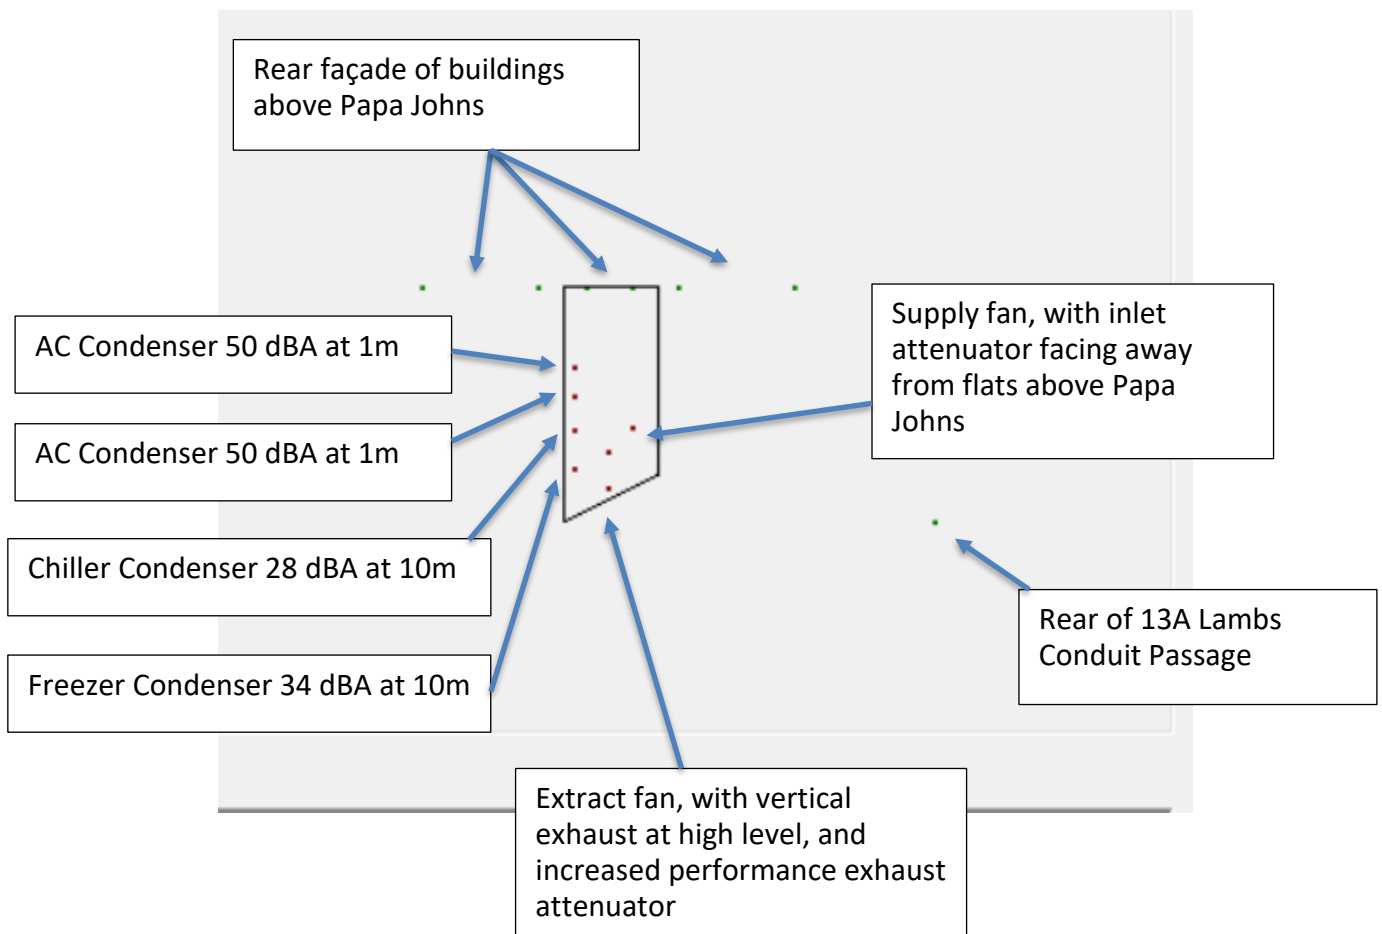 Rear façade of buildings
above Papa Johns
AC Condenser 50 dBA at 1m
AC Condenser 50 dBA at 1m
Chiller Condenser 28 dBA at 10m
Freezer Condenser 34 dBA at 10m
Supply fan, with inlet
attenuator facing away
from flats above Papa
Johns
Rear of 13A Lambs
Conduit Passage
Extract fan, with vertical
exhaust at high level, and
increased performance exhaust
attenuator